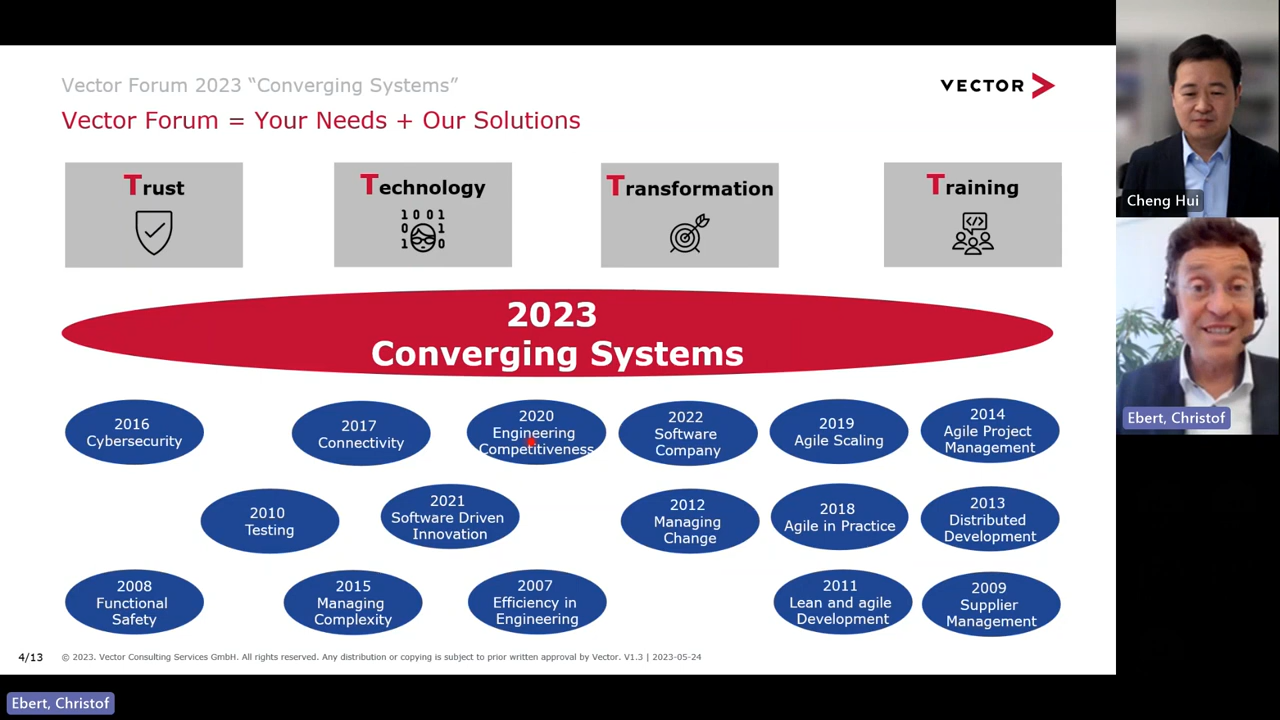 Vector Forum 2023 “Converging Systems”
VECTOR
Vector Forum = Your Needs + Our Solutions
Trust
Technology
1001
0 1
1 0
Transformation
Training
</>
2023
Converging Systems
2016
Cybersecurity
2017
Connectivity
2020
Engineering
Competitiveness
2022
Software
Company
2019
Agile Scaling
2014
Agile Project
Management
2010
Testing
2021
Software Driven
Innovation
2012
Managing
Change
2018
Agile in Practice
2013
Distributed
Development
2008
Functional
Safety
2015
Managing
Complexity
2007
Efficiency in
Engineering
2011
Lean and agile
Development
2009
Supplier
Management
4/13
© 2023. Vector Consulting Services GmbH. All rights reserved. Any distribution or copying is subject to prior written approval by Vector. V1.3 | 2023-05-24
Cheng Hui
Ebert, Christof
Ebert, Christof